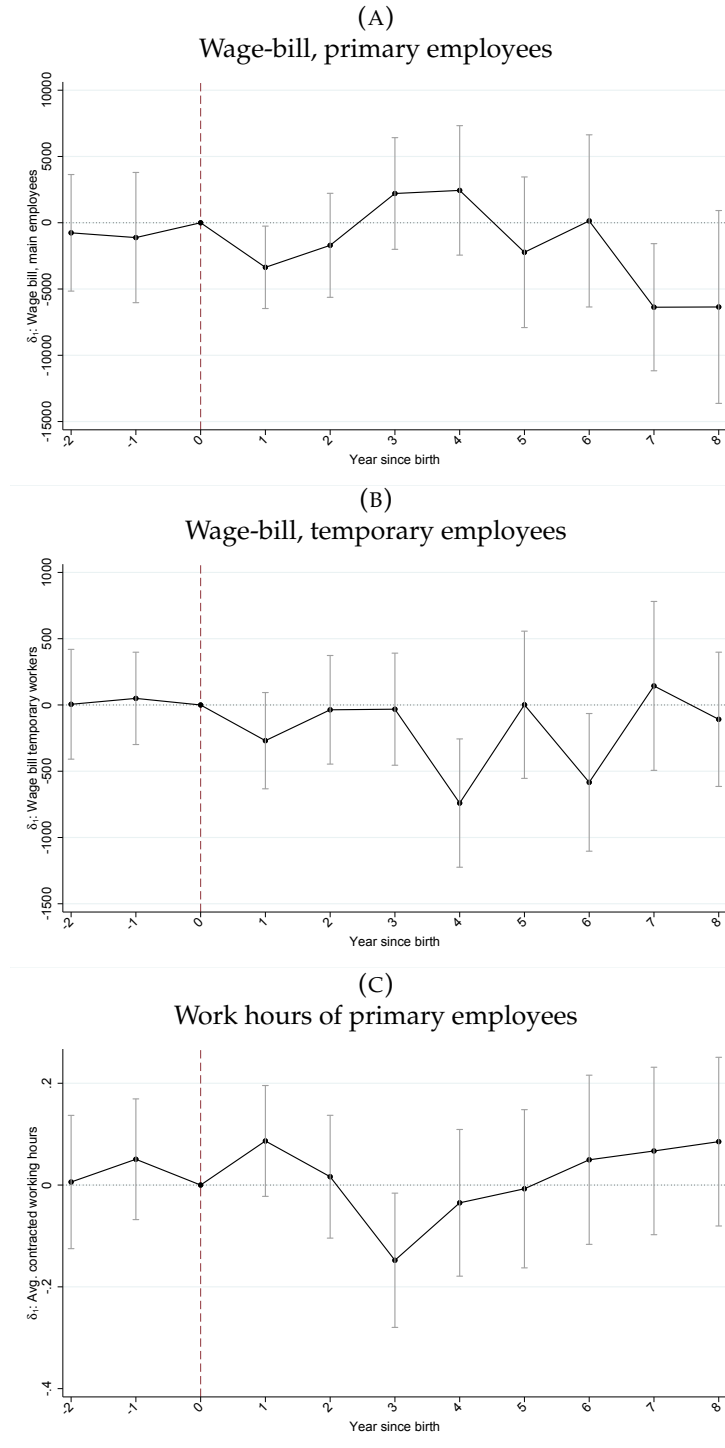 (A)
Wage-bill, primary employees
10000
5000
0
-5000
-10000
-15000
δ₁: Wage bill, main employees
-2 -1 0 1 2 3 4 5 6 7 8
Year since birth
(B)
Wage-bill, temporary employees
1000
500
0
-500
-1000
-1500
δ₁: Wage bill temporary workers
-2 -1 0 1 2 3 4 5 6 7 8
Year since birth
(C)
Work hours of primary employees
.2
0
-.2
-.4
δ₁: Avg. contracted working hours
-2 -1 0 1 2 3 4 5 6 7 8
Year since birth